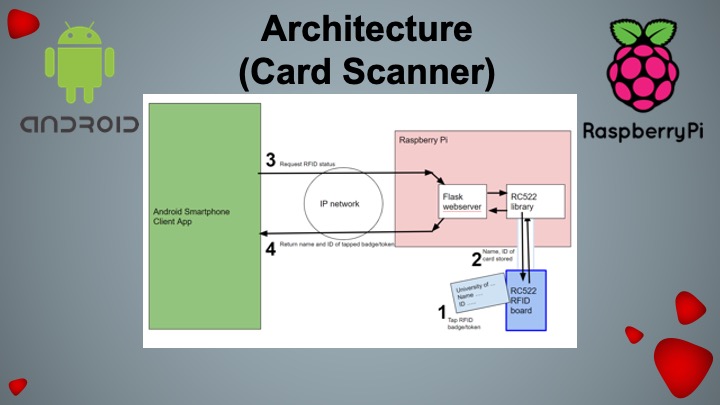 Architecture
(Card Scanner)
ANDROID
RaspberryPi
Android Smartphone
Client App
3 Request RFID status
IP network
4 Return name and ID of tapped badge/token
Raspberry Pi
Flask
webserver
RC522
library
2 Name, ID of
card stored
University of ...
Name ....
ID .....
1 Tap RFID
badge/token
RC522
RFID
board